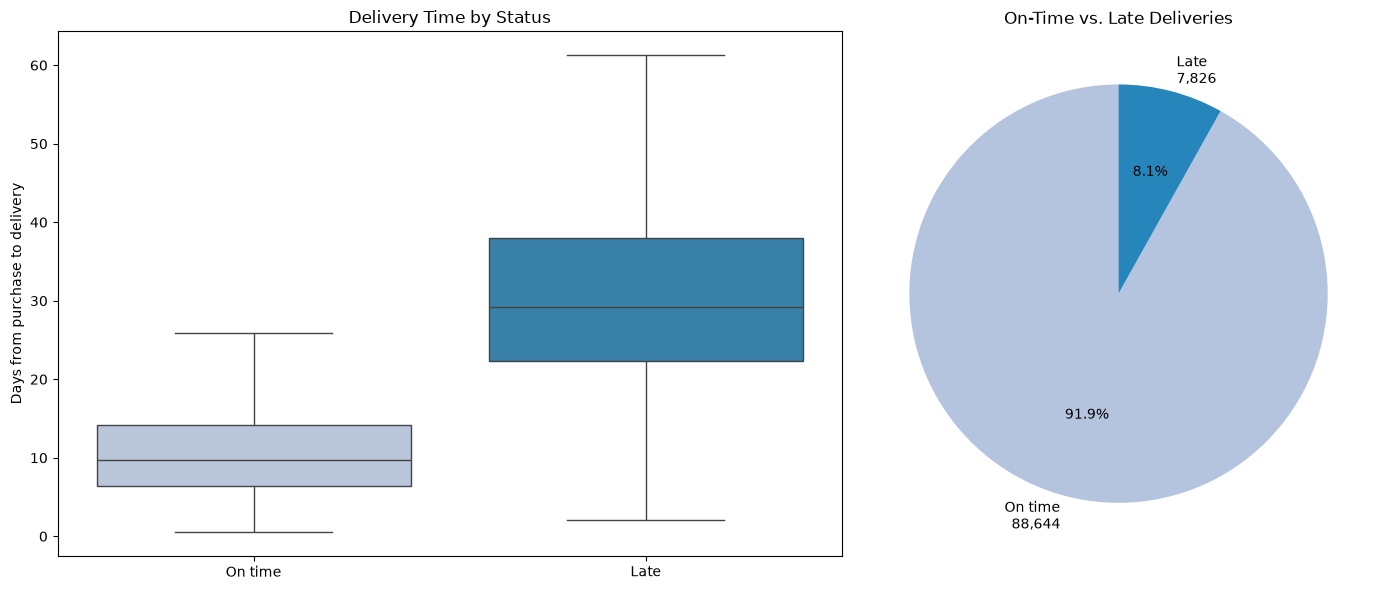 Delivery Time by Status
Days from purchase to delivery
60
50
40
30
20
10
0
On time
Late
On-Time vs. Late Deliveries
Late
7,826
8.1%
91.9%
On time
88,644